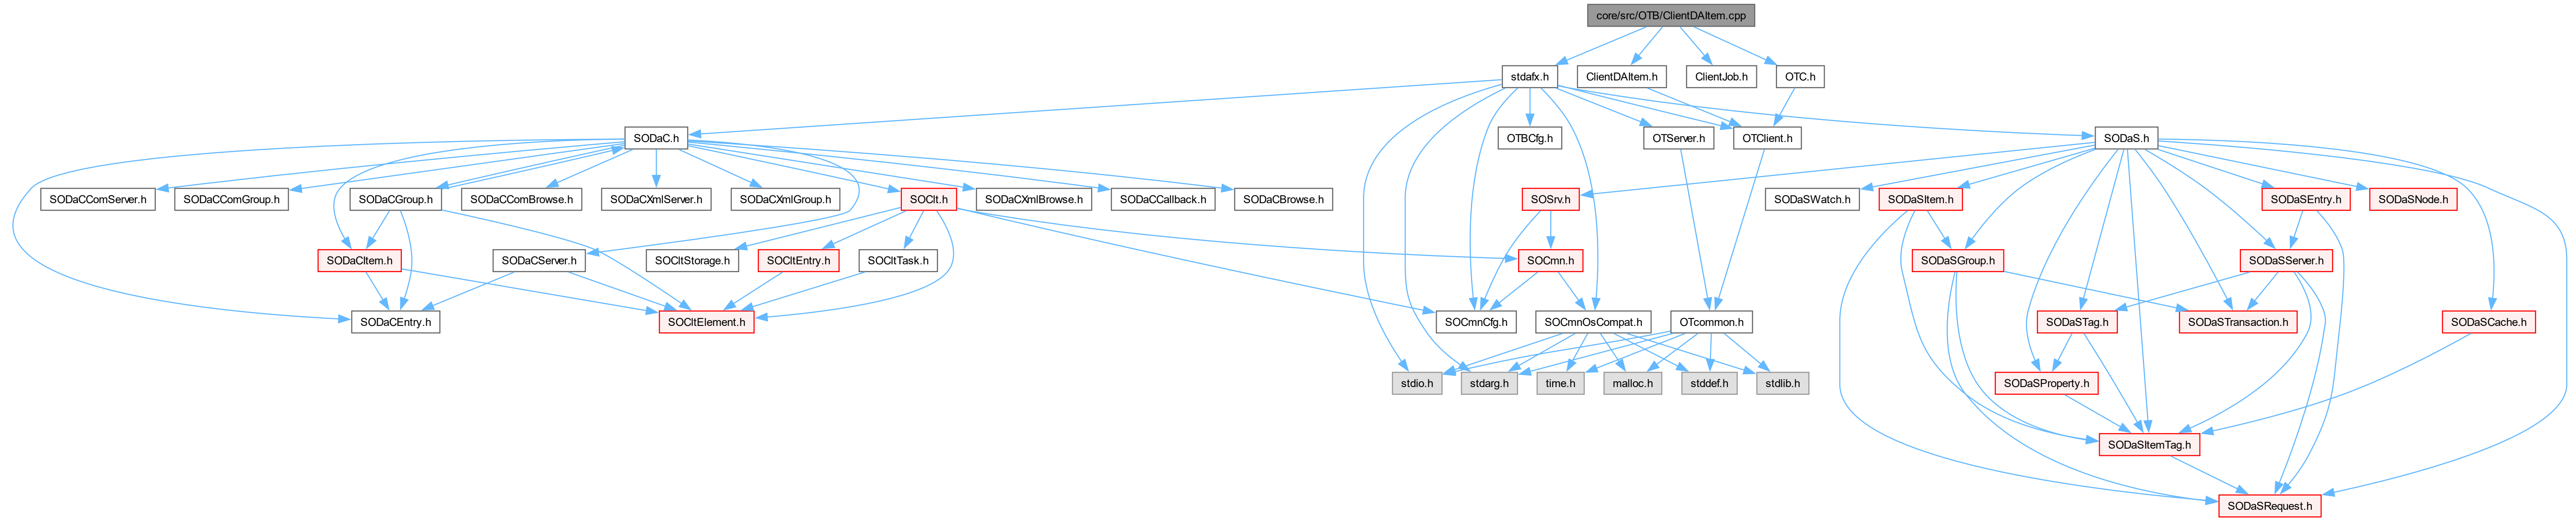 core/src/OTB/ClientDAItem.cpp
stdafx.h
ClientDAItem.h
ClientJob.h
OTC.h
SODaC.h
OTBCfg.h
OTServer.h
OTClient.h
SODaS.h
SODaCComServer.h
SODaCComGroup.h
SODaCGroup.h
SODaCComBrowse.h
SODaCXmlServer.h
SODaCXmlGroup.h
SOClt.h
SODaCXmlBrowse.h
SODaCCallback.h
SODaCBrowse.h
SOSrv.h
SODaSWatch.h
SODaSItem.h
SODaSEntry.h
SODaSNode.h
SODaCItem.h
SODaCServer.h
SOCltStorage.h
SOCltEntry.h
SOCltTask.h
SOCmn.h
SODaSGroup.h
SODaSServer.h
SODaCEntry.h
SOCltElement.h
SOCmnCfg.h
SOCmnOsCompat.h
OTcommon.h
SODaSTag.h
SODaSTransaction.h
SODaSCache.h
stdio.h
stdarg.h
time.h
malloc.h
stddef.h
stdlib.h
SODaSProperty.h
SODaSItemTag.h
SODaSRequest.h